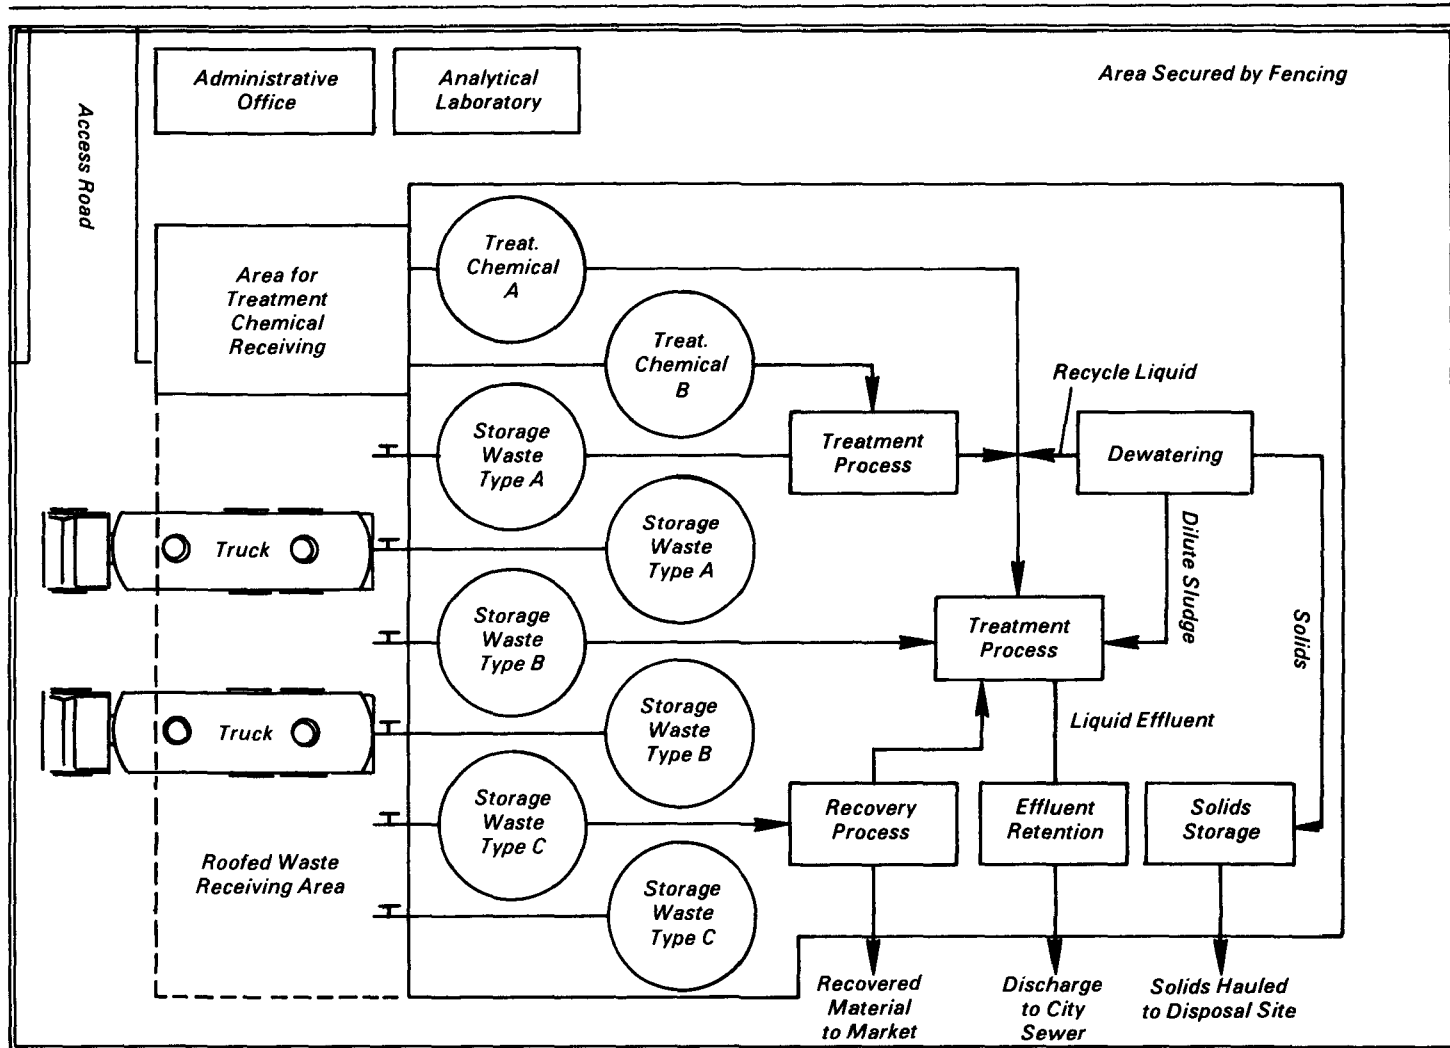 Administrative
Office
Analytical
Laboratory
Area Secured by Fencing
Access Road
Area for
Treatment
Chemical
Receiving
Treat.
Chemical
A
Treat.
Chemical
B
Recycle Liquid
Storage
Waste
Type A
Treatment
Process
Dewatering
Storage
Waste
Type A
Truck
Dilute Sludge
Solids
Storage
Waste
Type B
Treatment
Process
Storage
Waste
Type B
Truck
Liquid Effluent
Storage
Waste
Type C
Recovery
Process
Effluent
Retention
Solids
Storage
Roofed Waste
Receiving Area
Storage
Waste
Type C
Recovered
Material
to Market
Discharge
to City
Sewer
Solids Hauled
to Disposal Site